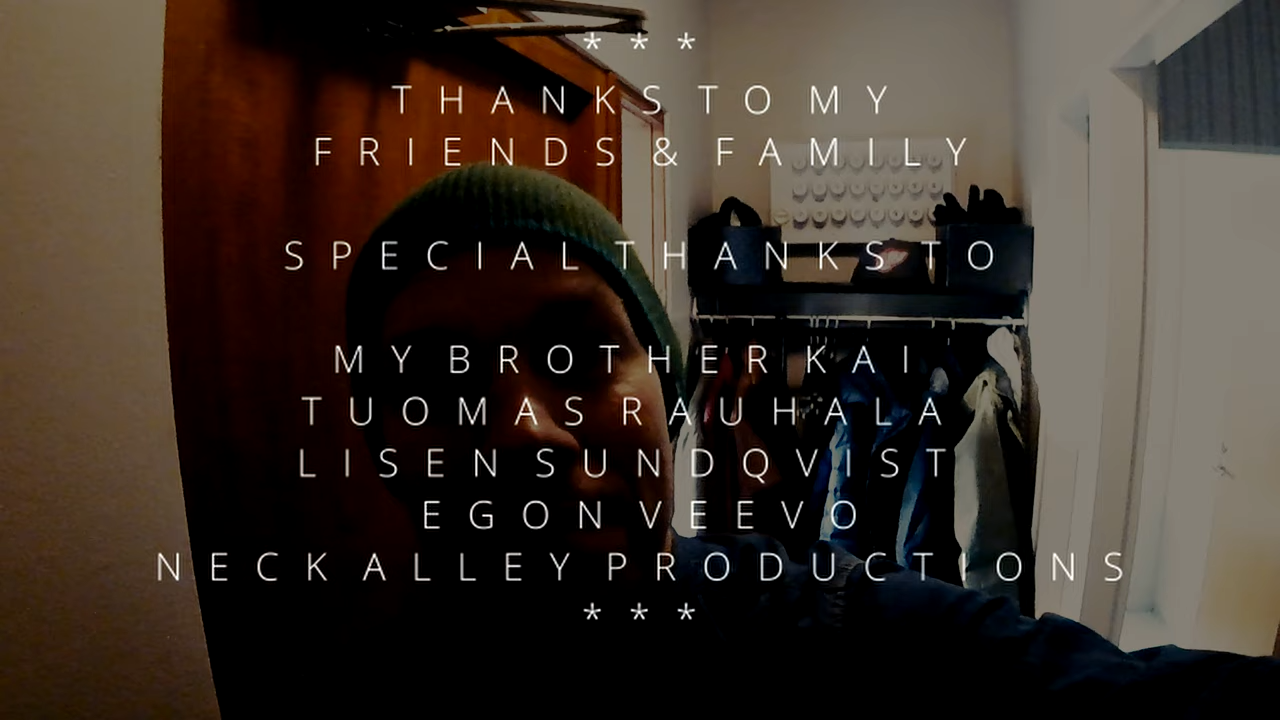 * * *
THANKS TO MY
FRIENDS & FAMILY
SPECIAL THANKS TO
MY BROTHER KAI
TUOMAS RAUHALA
LISEN SUNDQVIST
EGON VEEVO
NECK ALLEY PRODUCTIONS
* * *